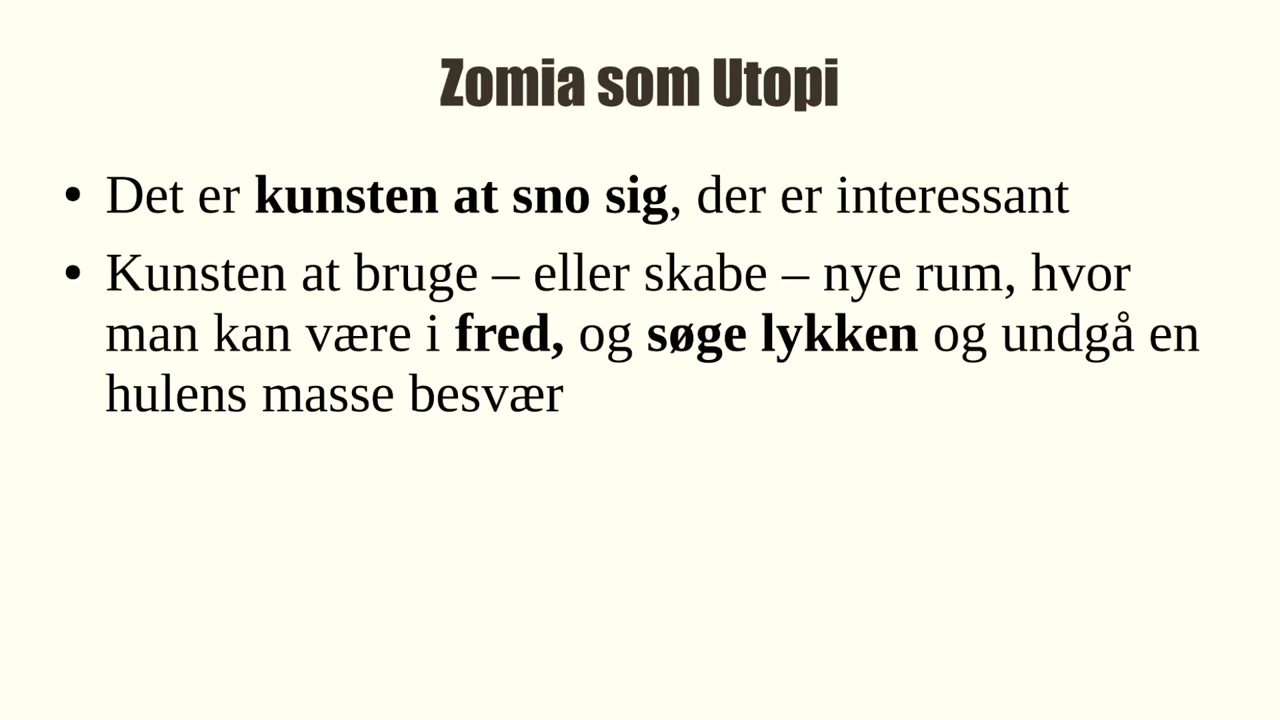 Zomia som Utopi
• Det er kunsten at sno sig, der er interessant
• Kunsten at bruge – eller skabe – nye rum, hvor
man kan være i fred, og søge lykken og undgå en
hulens masse besvær